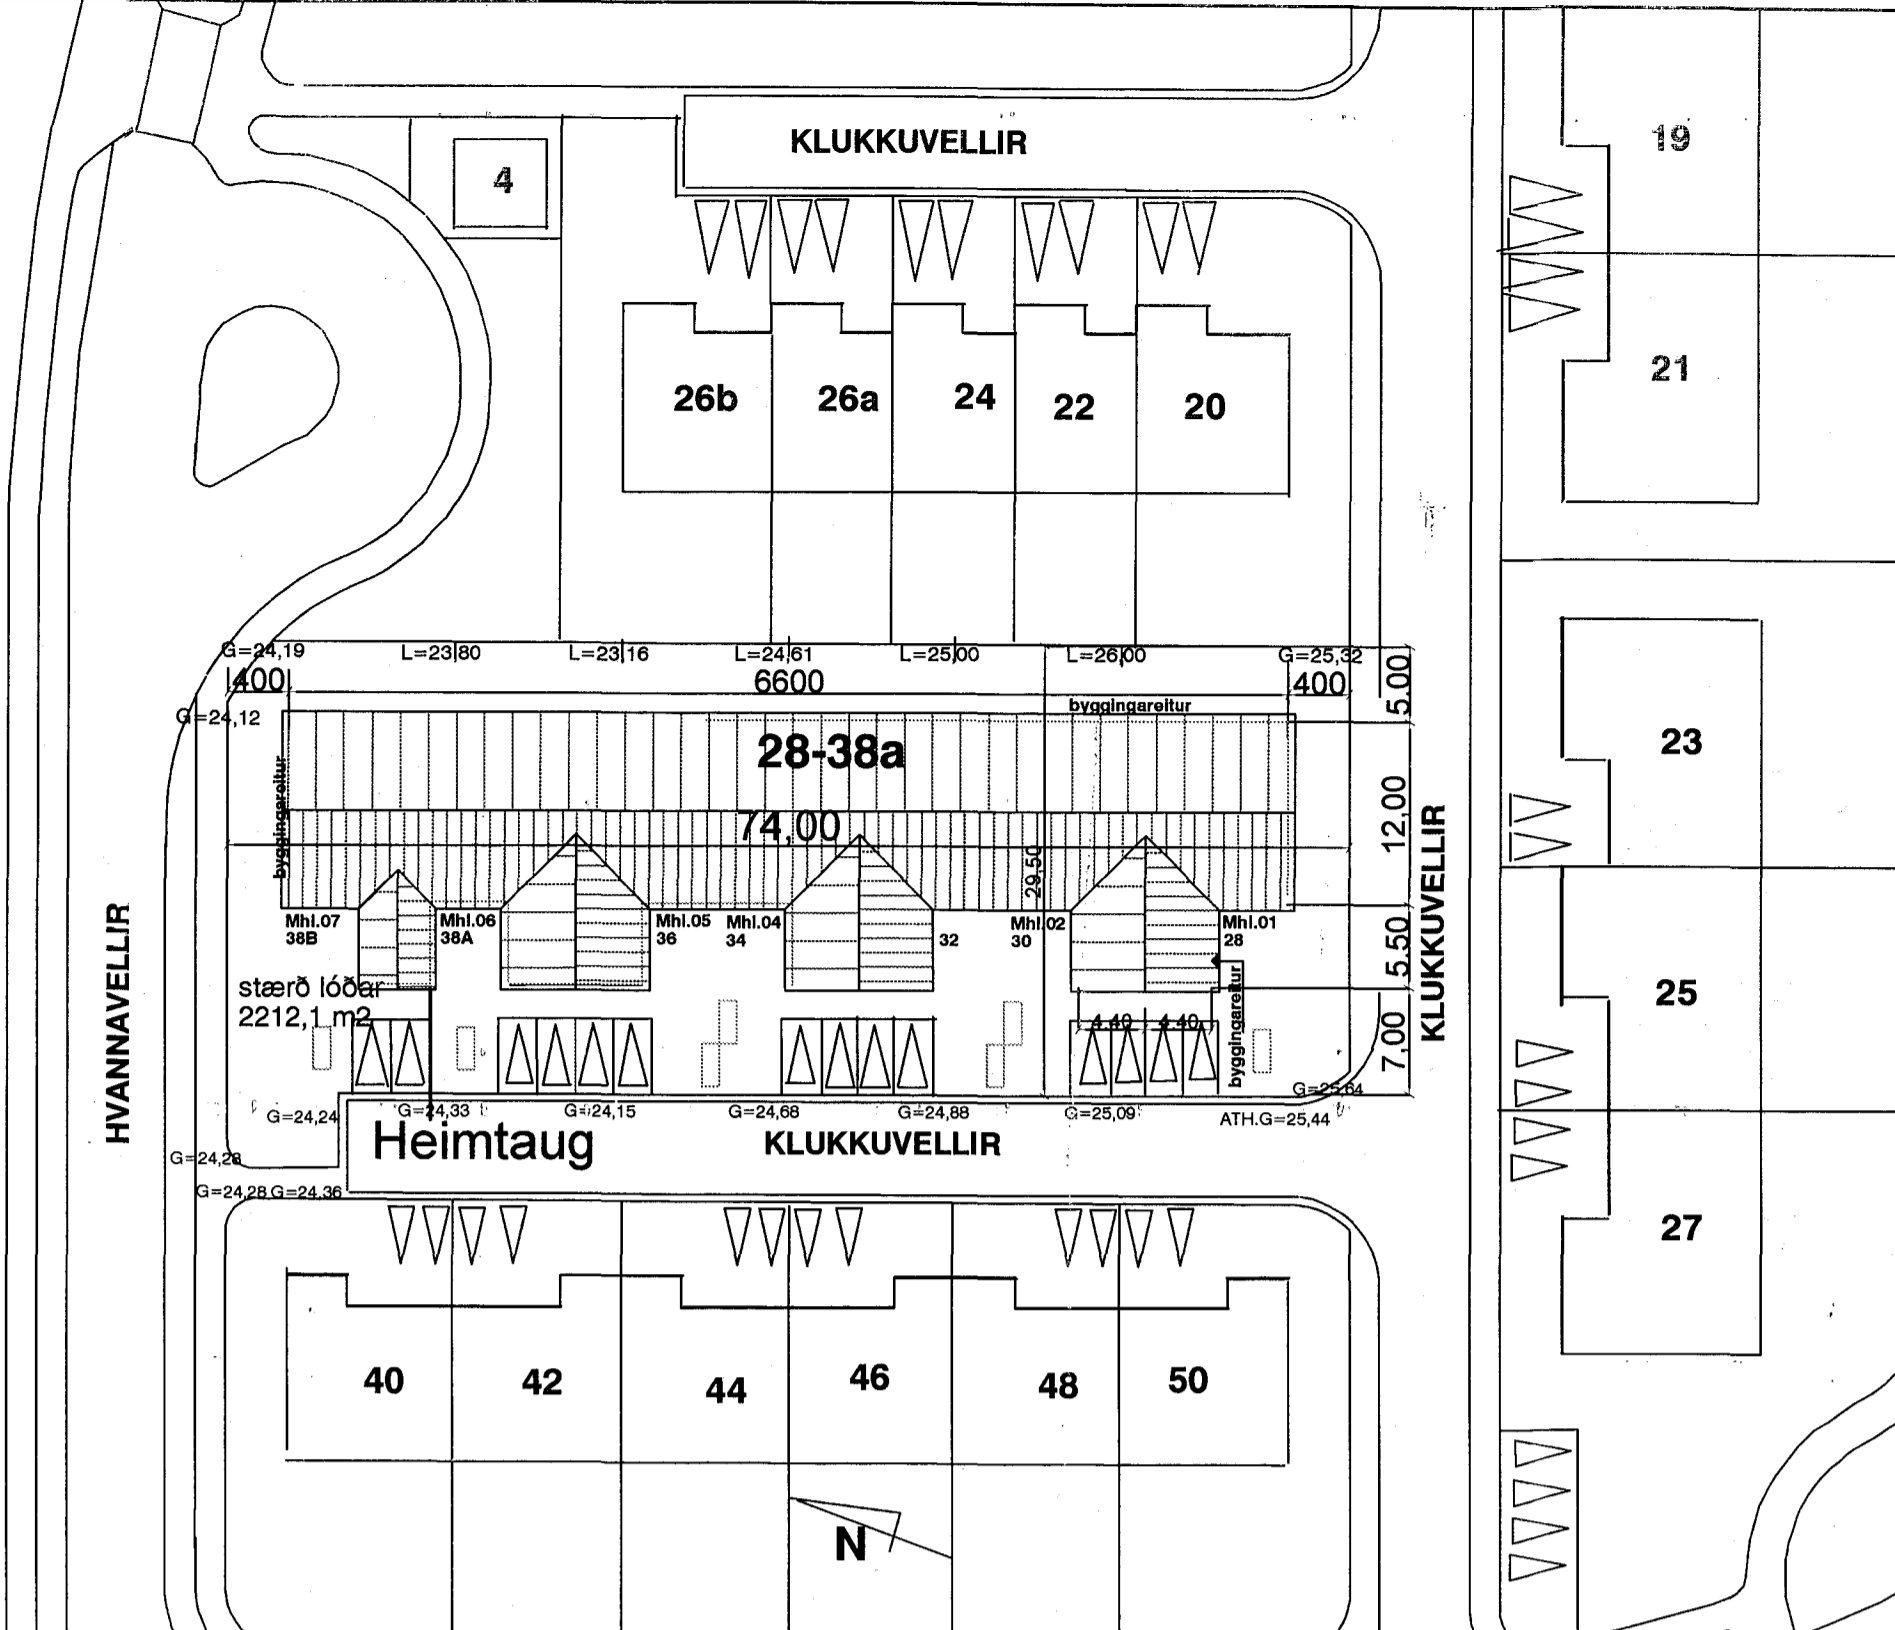 KLUKKUVELLIR
4
19
21
26b
26a
24
22
20
G=24,19
L=23,80
L=23,16
L=24,61
L=25,00
L=26,00
G=25,32
400
6600
400
5.00
G=24,12
byggingareitur
28-38a
byggingareitur
74,00
29,50
12,00
23
Mhl.07
38B
Mhl.06
38A
Mhl.05
36
Mhl.04
34
32
Mhl.02
30
Mhl.01
28
5.50
KLUKKUVELLIR
HVANNAVELLIR
stærð lóðar
2212,1 m2
4.40
4.40
byggingareitur
7,00
25
G=25,64
G=24,24
G=24,33
G=24,15
G=24,68
G=24,88
G=25,09
ATH.G=25,44
Heimtaug
KLUKKUVELLIR
G=24,28
G=24,28
G=24.36
27
40
42
44
46
48
50
N